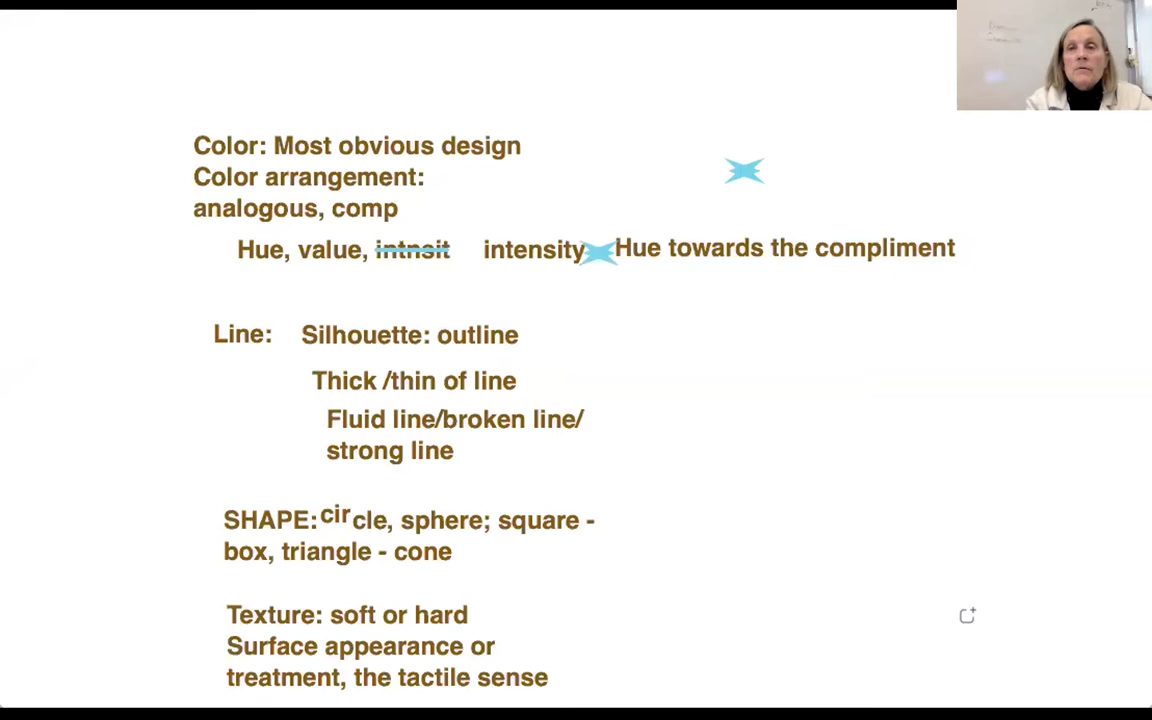 Color: Most obvious design
Color arrangement:
analogous, comp
Hue, value, intnsit intensity Hue towards the compliment
Line: Silhouette: outline
Thick /thin of line
Fluid line/broken line/
strong line
SHAPE: circle, sphere; square -
box, triangle - cone
Texture: soft or hard
Surface appearance or
treatment, the tactile sense